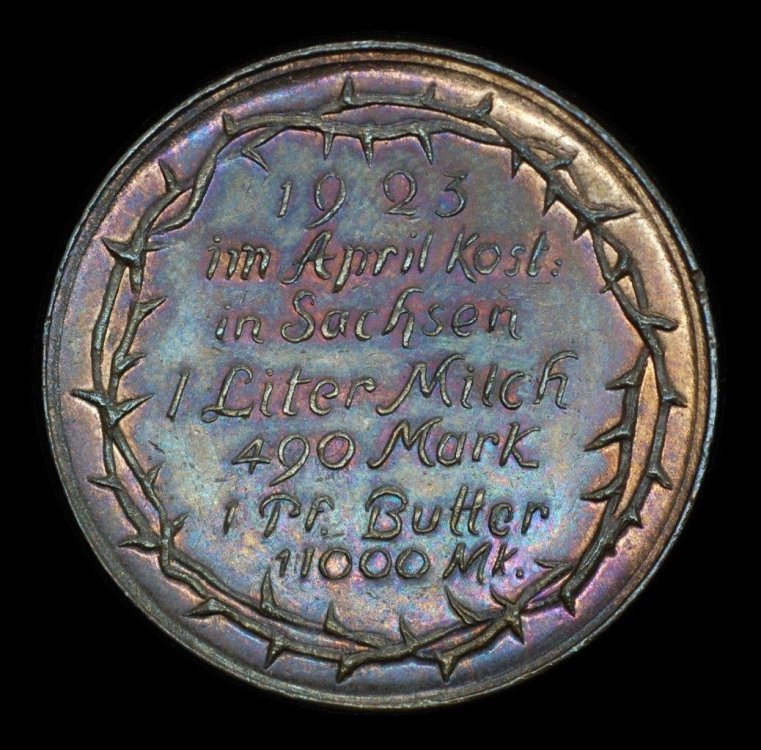 1923
im April kost:
in Sachsen
1 Liter Milch
490 Mark
1 Pf. Butter
11000 Mk.